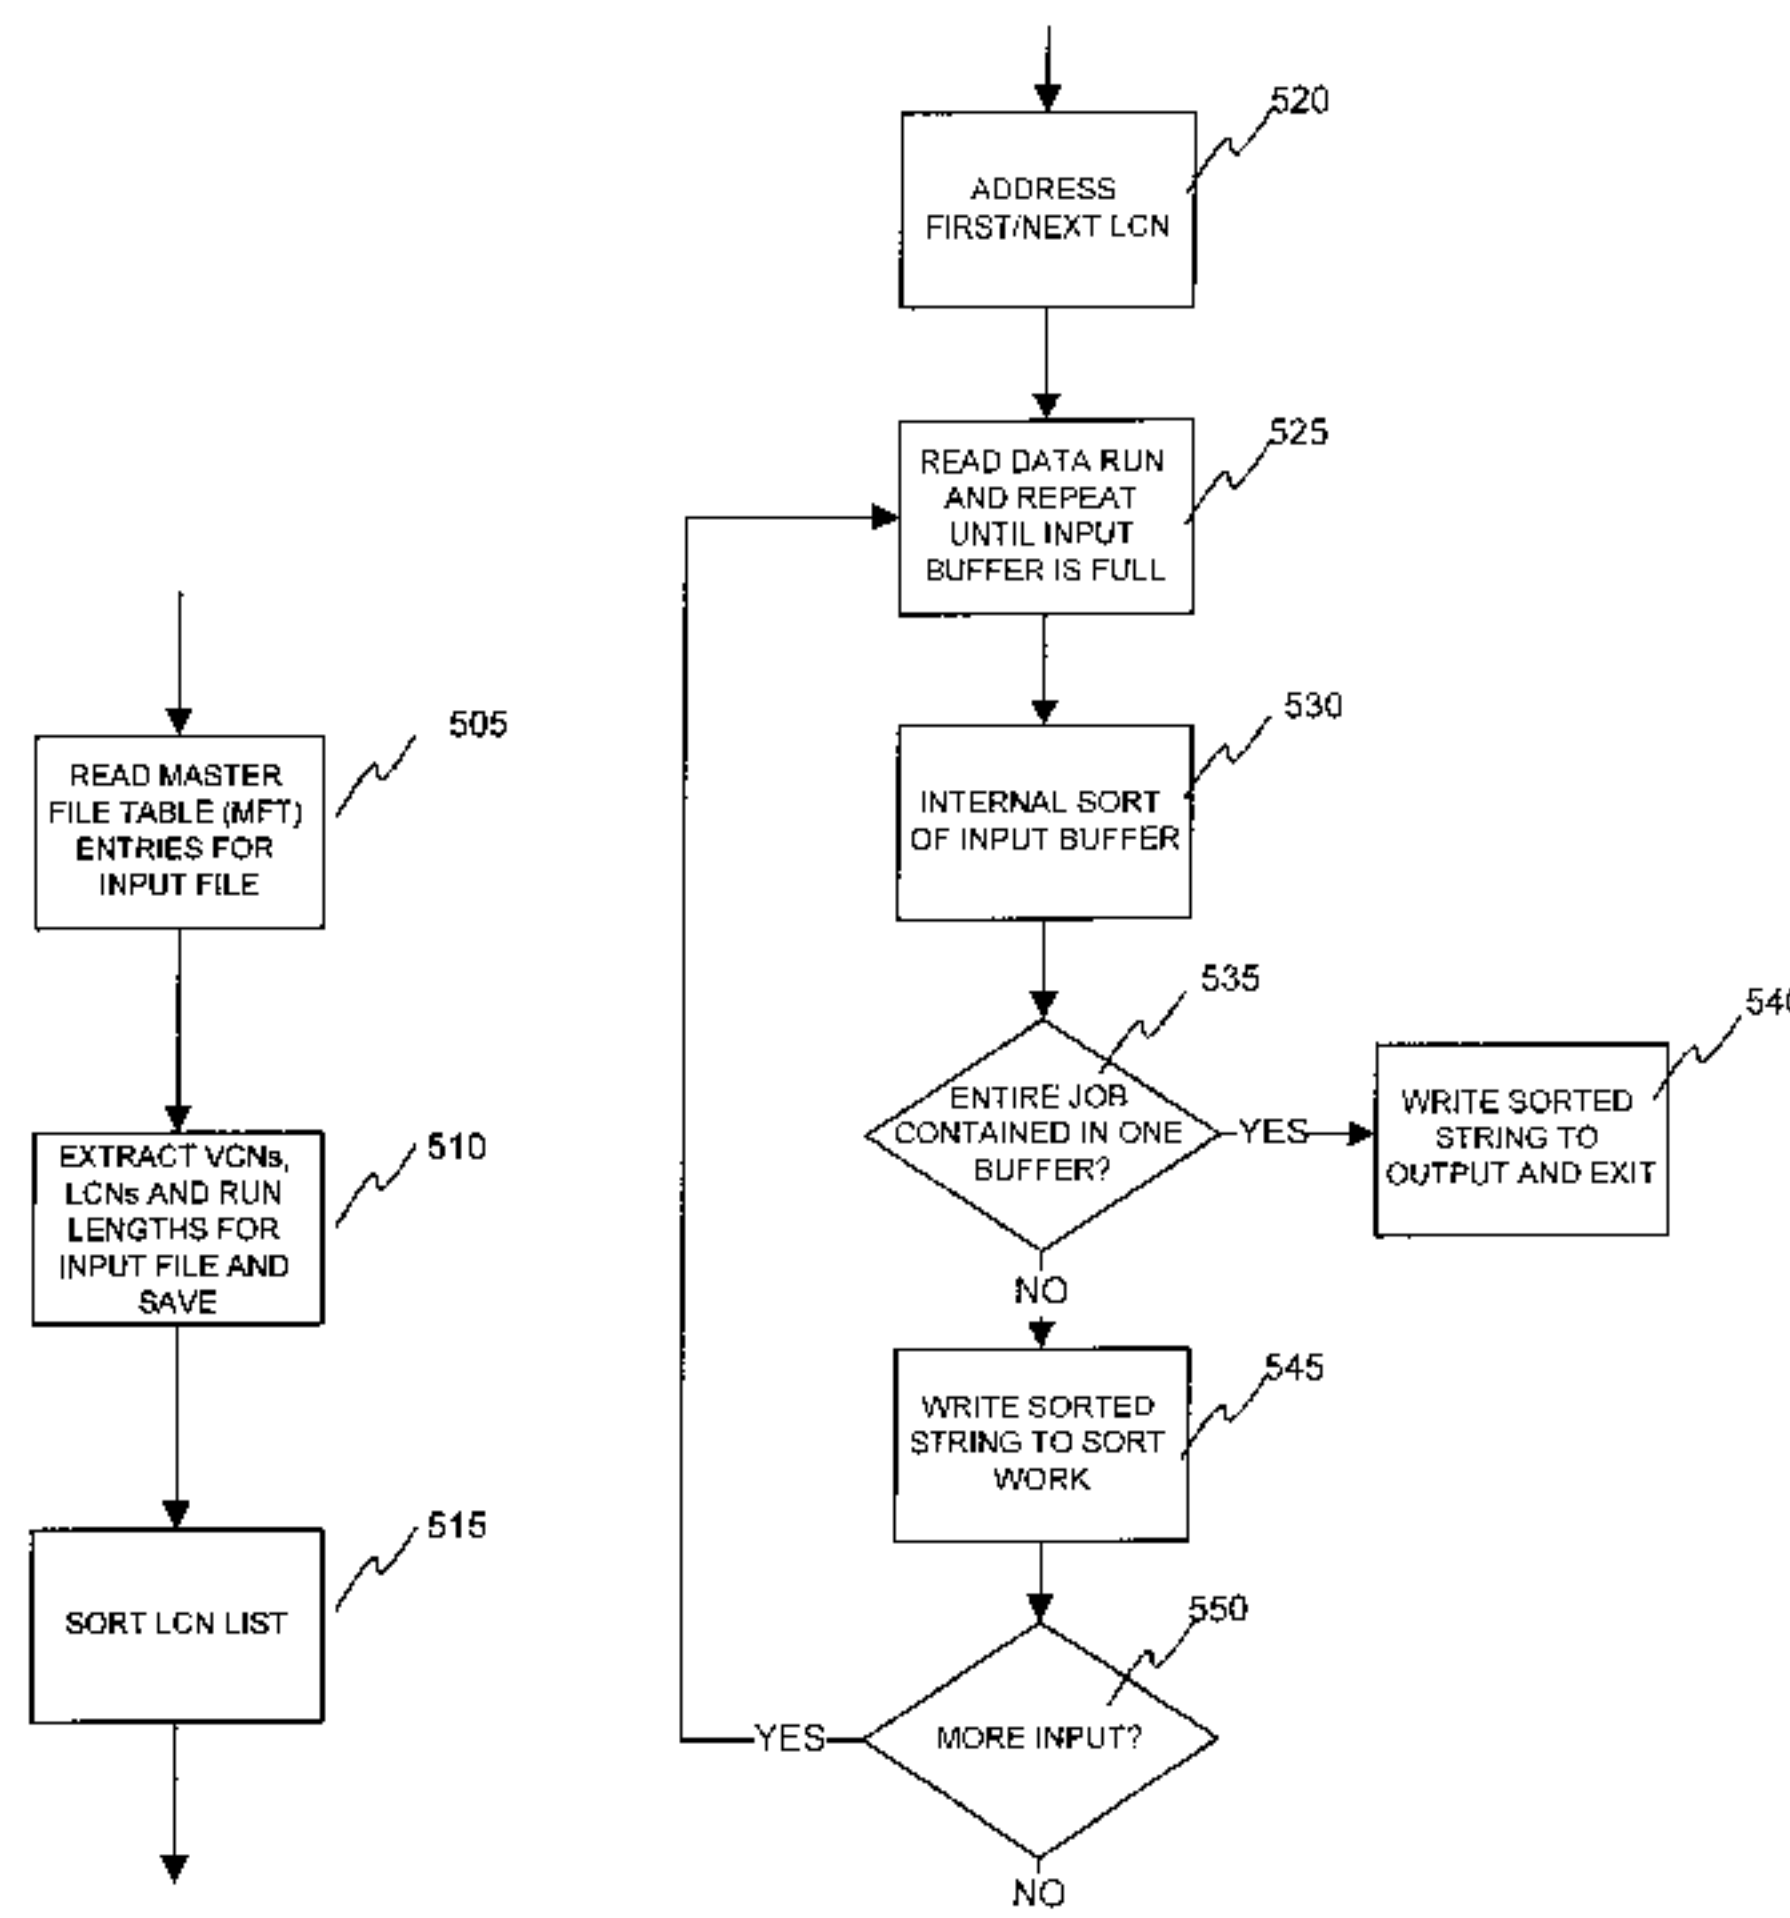 505
READ MASTER
FILE TABLE (MFT)
ENTRIES FOR
INPUT FILE
510
EXTRACT VCNs,
LCNs AND RUN
LENGTHS FOR
INPUT FILE AND
SAVE
515
SORT LCN LIST
520
ADDRESS
FIRST/NEXT LCN
525
READ DATA RUN
AND REPEAT
UNTIL INPUT
BUFFER IS FULL
530
INTERNAL SORT
OF INPUT BUFFER
535
ENTIRE JOB
CONTAINED IN ONE
BUFFER?
YES
540
WRITE SORTED
STRING TO
OUTPUT AND EXIT
NO
545
WRITE SORTED
STRING TO SORT
WORK
550
MORE INPUT?
YES
NO